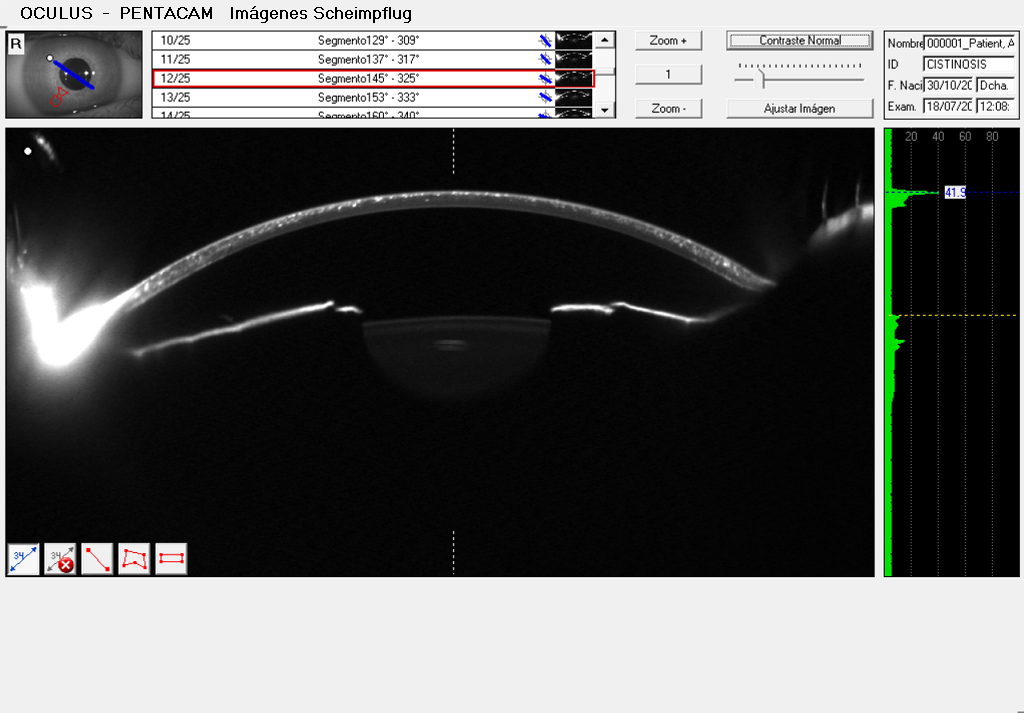 OCULUS - PENTACAM Imágenes Scheimpflug
R
10/25 Segmento129° - 309°
11/25 Segmento137° - 317°
12/25 Segmento145° - 325°
13/25 Segmento153° - 333°
14/25 Segmento160° - 340°
Zoom +
1
Zoom -
Contraste Normal
Ajustar Imágen
Nombre 000001_Patient, A
ID CISTINOSIS
F. Naci 30/10/20 Dcha.
Exam. 18/07/20 12:08:
20 40 60 80
41.9
34
34